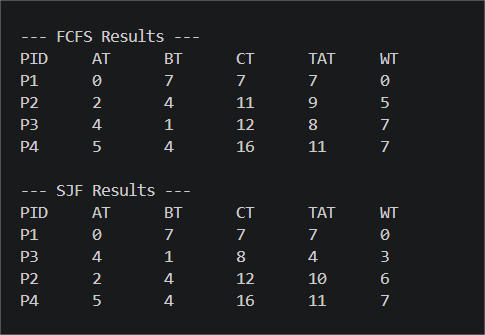 --- FCFS Results ---
PID AT BT CT TAT WT
P1 0 7 7 7 0
P2 2 4 11 9 5
P3 4 1 12 8 7
P4 5 4 16 11 7
--- SJF Results ---
PID AT BT CT TAT WT
P1 0 7 7 7 0
P3 4 1 8 4 3
P2 2 4 12 10 6
P4 5 4 16 11 7